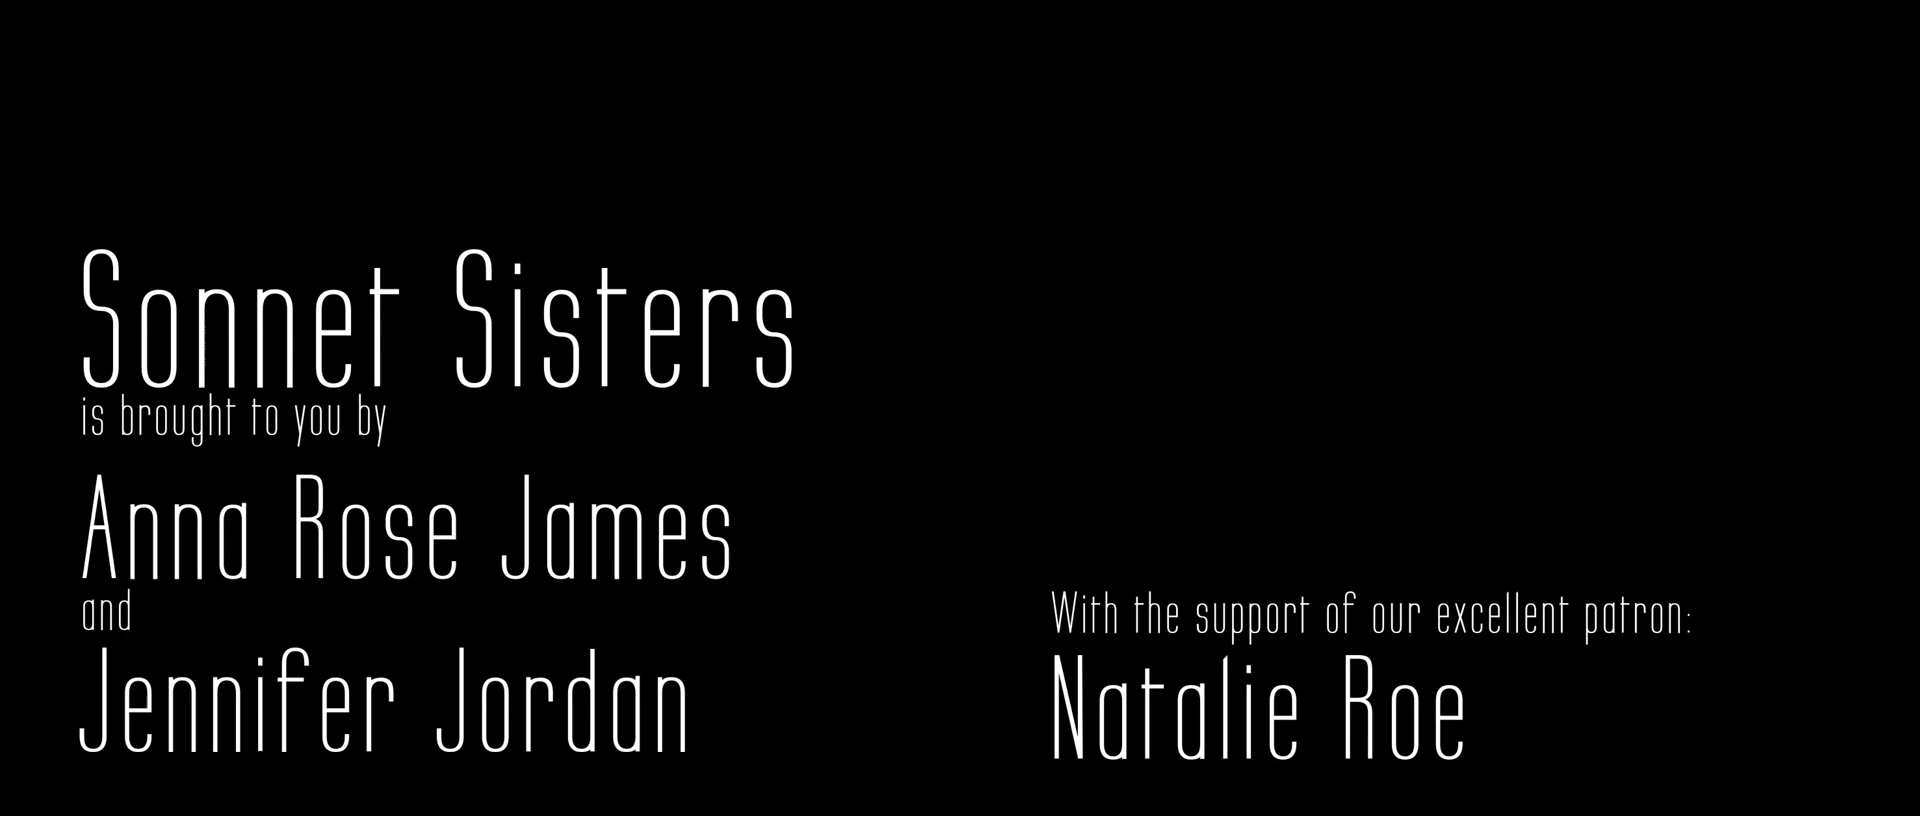 Sonnet Sisters
is brought to you by
Anna Rose James
and
Jennifer Jordan
With the support of our excellent patron:
Natalie Roe